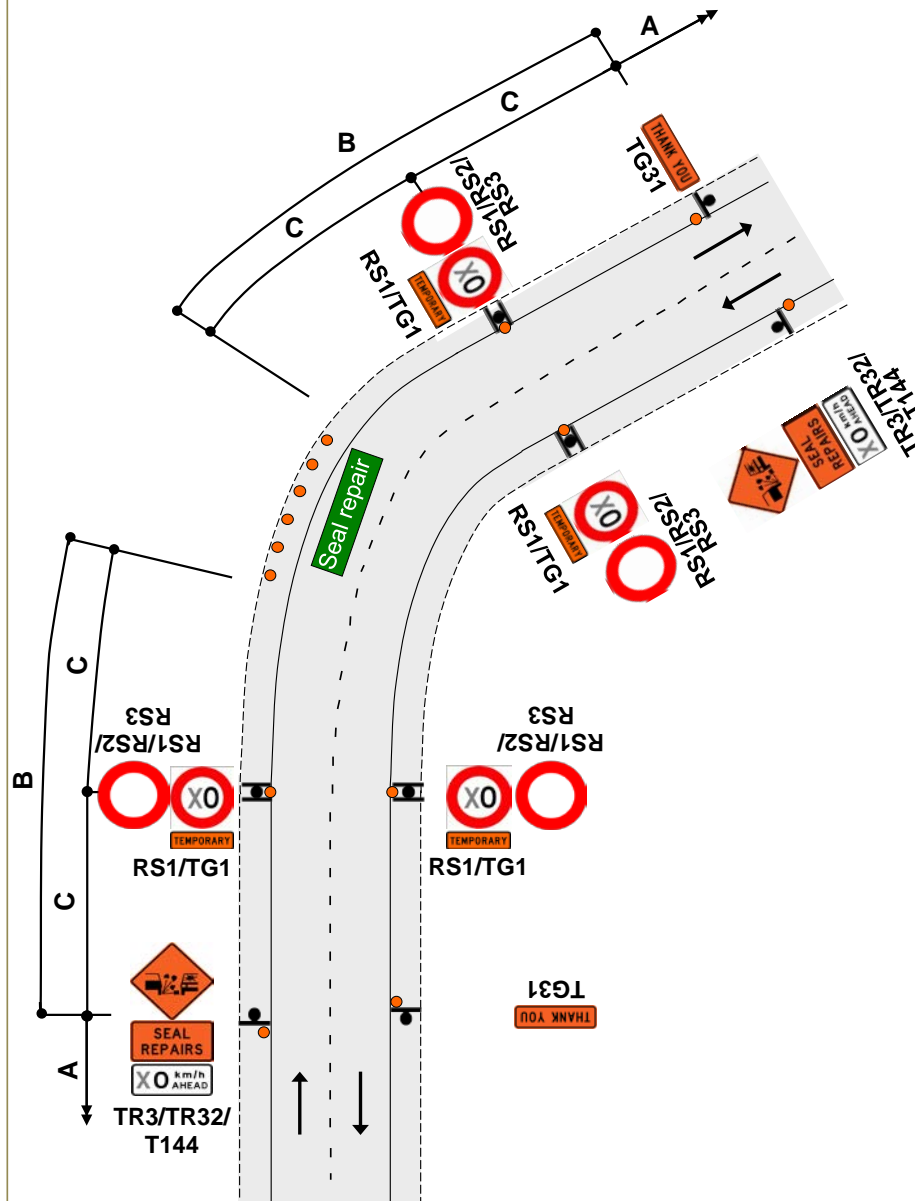 A
C
B
THANK YOU
TG31
RS1/RS2/
RS3
C
X0
TEMPORARY
RS1/TG1
TR3/TR32/
T144
X0 km/h
AHEAD
SEAL
REPAIRS
Seal repair
X0
TEMPORARY
RS1/TG1
RS1/RS2/
RS3
C
B
RS1/RS2/
RS3
X0
TEMPORARY
RS1/TG1
RS1/RS2/
RS3
X0
TEMPORARY
RS1/TG1
C
SEAL
REPAIRS
X0 km/h
AHEAD
TR3/TR32/
T144
A
TG31
THANK YOU